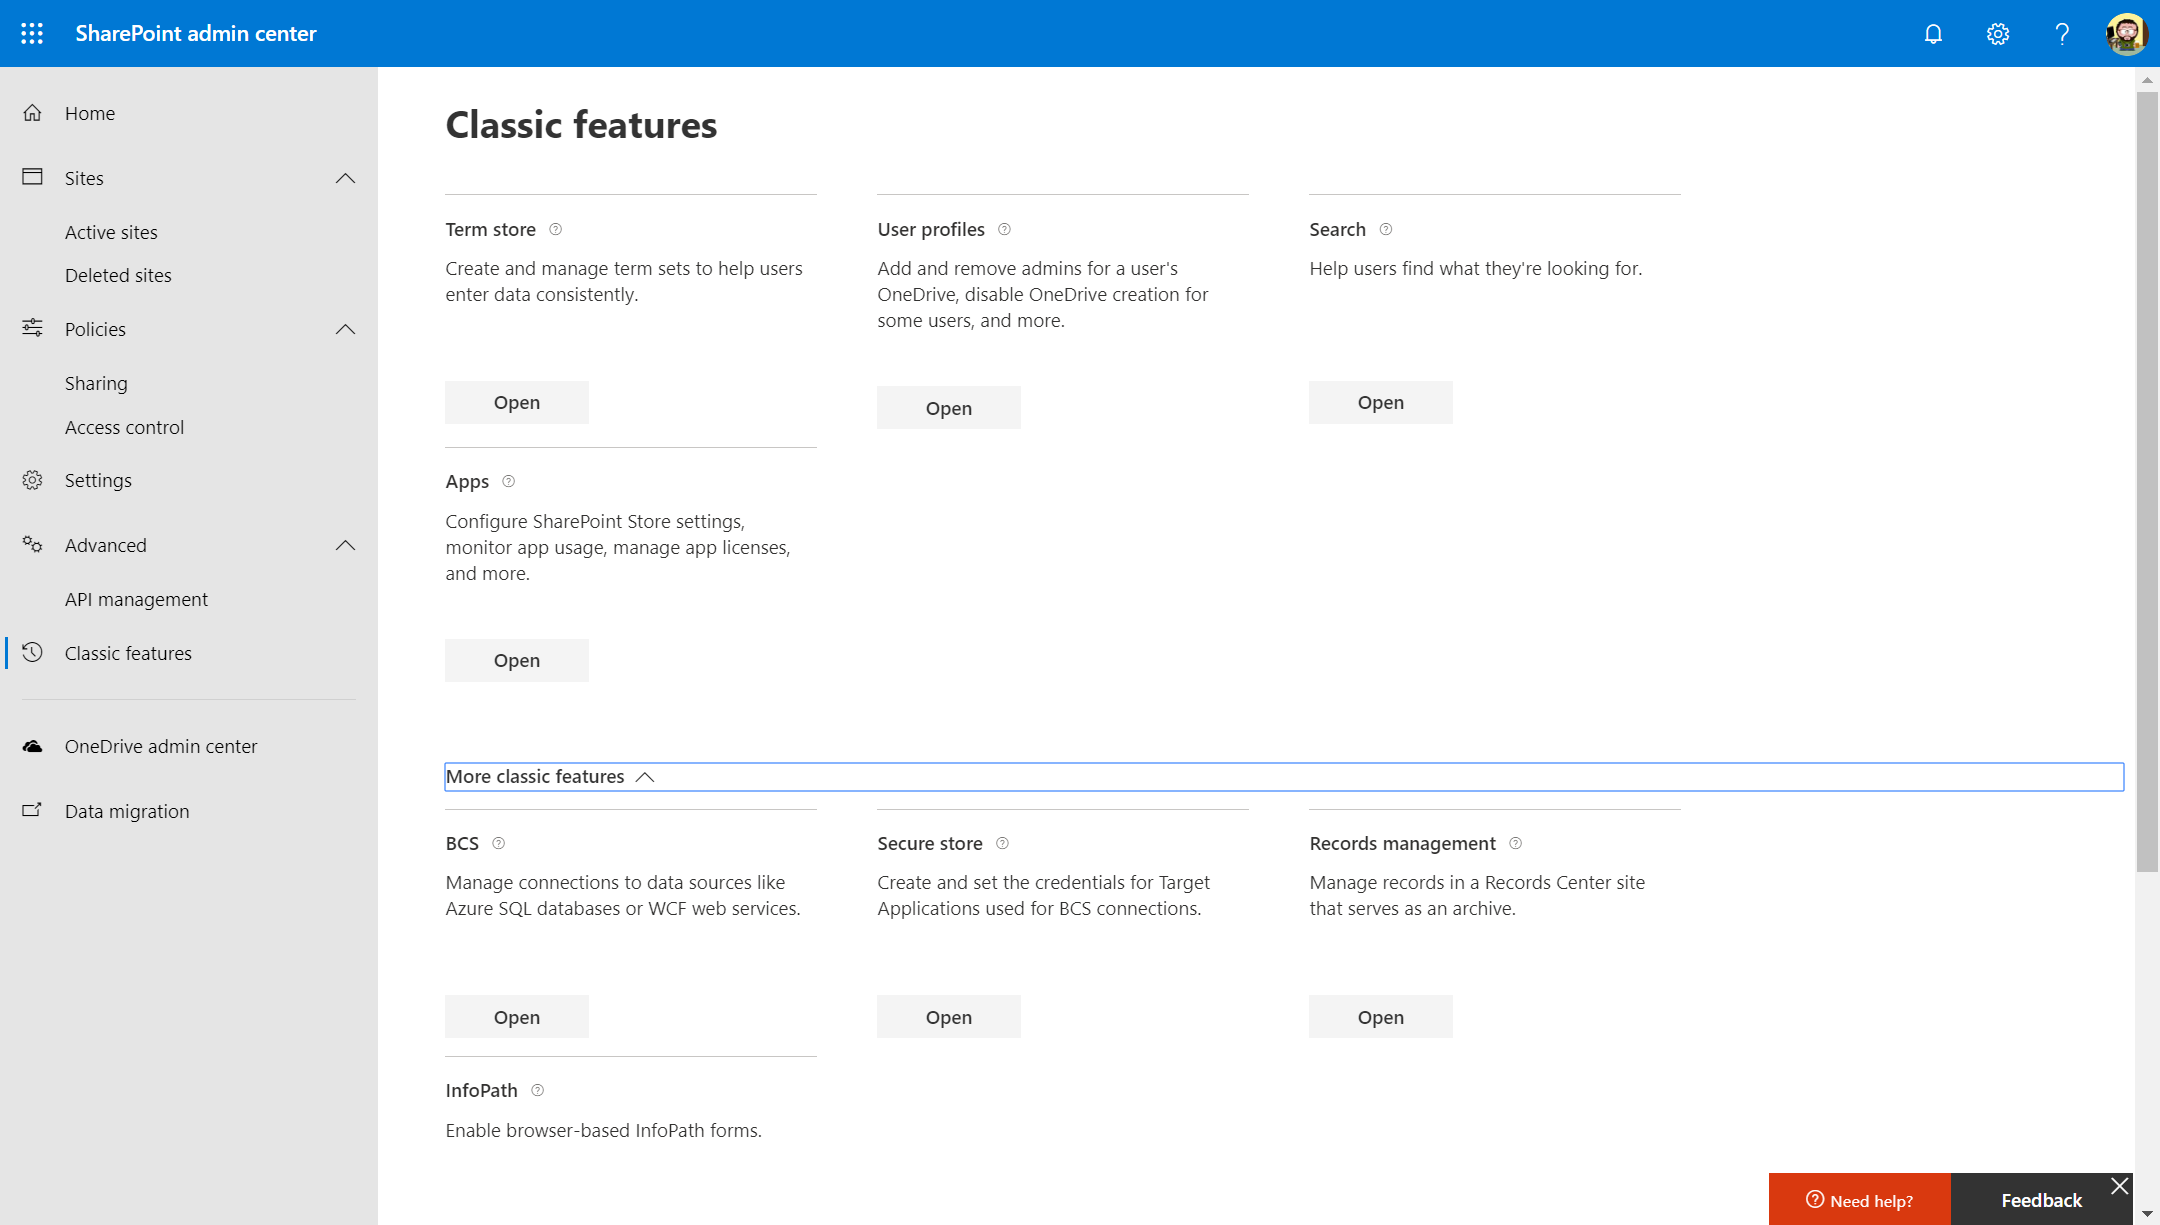 SharePoint admin center
Home
Sites
Active sites
Deleted sites
Policies
Sharing
Access control
Settings
Advanced
API management
Classic features
OneDrive admin center
Data migration
Classic features
Term store
Create and manage term sets to help users
enter data consistently.
Open
User profiles
Add and remove admins for a user's
OneDrive, disable OneDrive creation for
some users, and more.
Open
Search
Help users find what they're looking for.
Open
Apps
Configure SharePoint Store settings,
monitor app usage, manage app licenses,
and more.
Open
More classic features
BCS
Manage connections to data sources like
Azure SQL databases or WCF web services.
Open
Secure store
Create and set the credentials for Target
Applications used for BCS connections.
Open
Records management
Manage records in a Records Center site
that serves as an archive.
Open
InfoPath
Enable browser-based InfoPath forms.
Need help?
Feedback